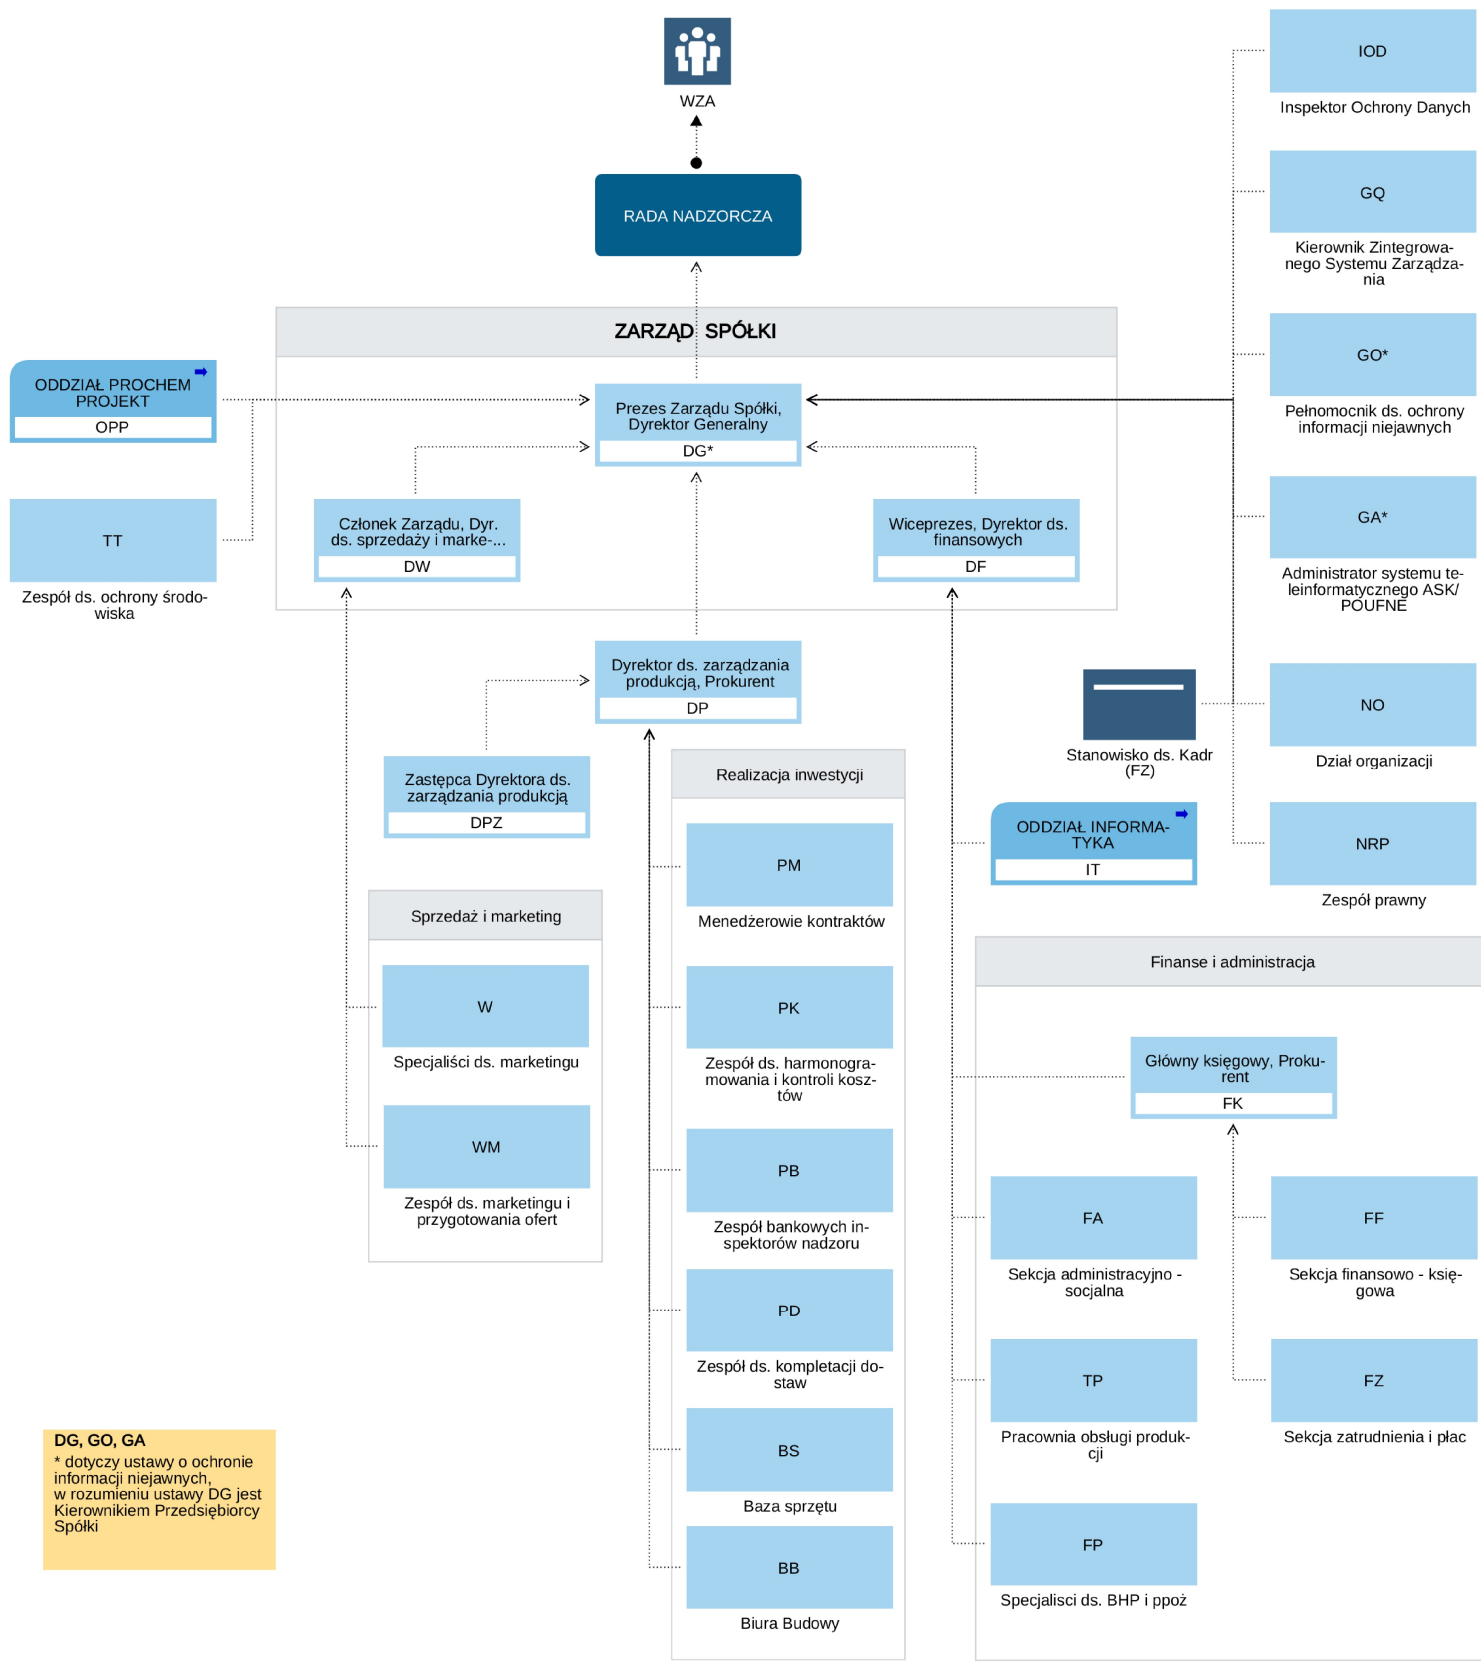 WZA
RADA NADZORCZA
ZARZĄD SPÓŁKI
Prezes Zarządu Spółki,
Dyrektor Generalny
DG*
Członek Zarządu, Dyr.
ds. sprzedaży i marke-...
DW
Wiceprezes, Dyrektor ds.
finansowych
DF
ODDZIAŁ PROCHEM
PROJEKT
OPP
TT
Zespół ds. ochrony środo-
wiska
IOD
Inspektor Ochrony Danych
GQ
Kierownik Zintegrowa-
nego Systemu Zarządza-
nia
GO*
Pełnomocnik ds. ochrony
informacji niejawnych
GA*
Administrator systemu te-
leinformatycznego ASK/
POUFNE
Stanowisko ds. Kadr
(FZ)
NO
Dział organizacji
NRP
Zespół prawny
Dyrektor ds. zarządzania
produkcją, Prokurent
DP
Zastępca Dyrektora ds.
zarządzania produkcją
DPZ
Sprzedaż i marketing
W
Specjaliści ds. marketingu
WM
Zespół ds. marketingu i
przygotowania ofert
Realizacja inwestycji
PM
Menedżerowie kontraktów
PK
Zespół ds. harmonogra-
mowania i kontroli kosz-
tów
PB
Zespół bankowych in-
spektorów nadzoru
PD
Zespół ds. kompletacji do-
staw
BS
Baza sprzętu
BB
Biura Budowy
ODDZIAŁ INFORMA-
TYKA
IT
Finanse i administracja
Główny księgowy, Proku-
rent
FK
FA
Sekcja administracyjno -
socjalna
FF
Sekcja finansowo - księ-
gowa
TP
Pracownia obsługi produk-
cji
FZ
Sekcja zatrudnienia i płac
FP
Specjalisci ds. BHP i ppoż
DG, GO, GA
* dotyczy ustawy o ochronie
informacji niejawnych,
w rozumieniu ustawy DG jest
Kierownikiem Przedsiębiorcy
Spółki